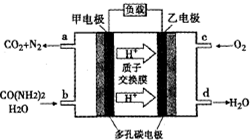 负载
甲电极 乙电极
a c
CO2+N2 O2
H+
质子
交换膜
CO(NH2)2 b H+ d H2O
H2O
多孔碳电极